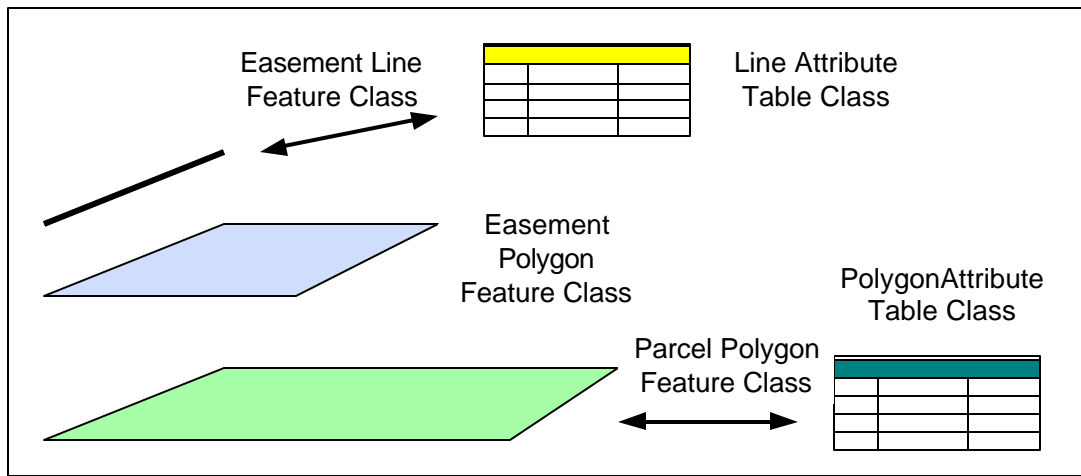 Easement Line
Feature Class
Line Attribute
Table Class
Easement
Polygon
Feature Class
PolygonAttribute
Table Class
Parcel Polygon
Feature Class